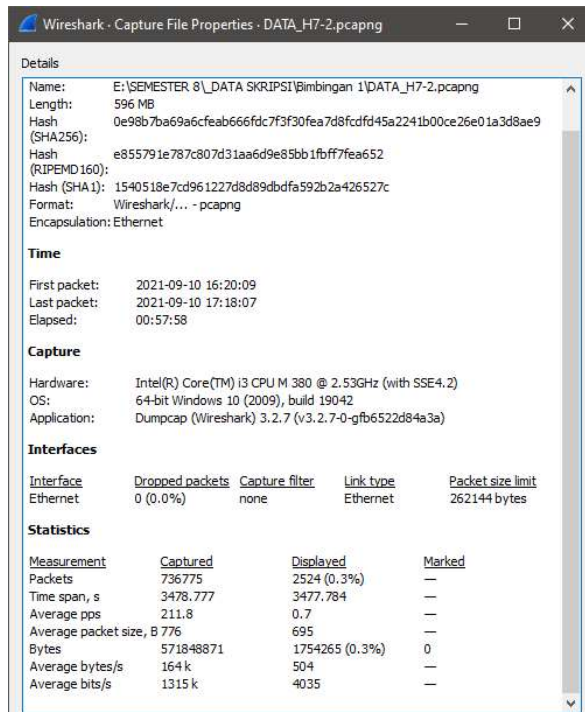 Wireshark · Capture File Properties · DATA_H7-2.pcapng
Details
Name: E:\SEMESTER 8\_DATA SKRIPSI\Bimbingan 1\DATA_H7-2.pcapng
Length: 596 MB
Hash (SHA256): 0e98b7ba69a6cfeab666fdc7f3f30fea7d8fcdfd45a2241b00ce26e01a3d8ae9
Hash (RIPEMD160): e855791e787c807d31aa6d9e85bb1fbff7fea652
Hash (SHA1): 1540518e7cd961227d8d89dbdfa592b2a426527c
Format: Wireshark/... - pcapng
Encapsulation: Ethernet
Time
First packet: 2021-09-10 16:20:09
Last packet: 2021-09-10 17:18:07
Elapsed: 00:57:58
Capture
Hardware: Intel(R) Core(TM) i3 CPU M 380 @ 2.53GHz (with SSE4.2)
OS: 64-bit Windows 10 (2009), build 19042
Application: Dumpcap (Wireshark) 3.2.7 (v3.2.7-0-gfb6522d84a3a)
Interfaces
Interface Dropped packets Capture filter Link type Packet size limit
Ethernet 0 (0.0%) none Ethernet 262144 bytes
Statistics
Measurement Captured Displayed Marked
Packets 736775 2524 (0.3%) —
Time span, s 3478.777 3477.784 —
Average pps 211.8 0.7 —
Average packet size, B 776 695 —
Bytes 571848871 1754265 (0.3%) 0
Average bytes/s 164 k 504 —
Average bits/s 1315 k 4035 —